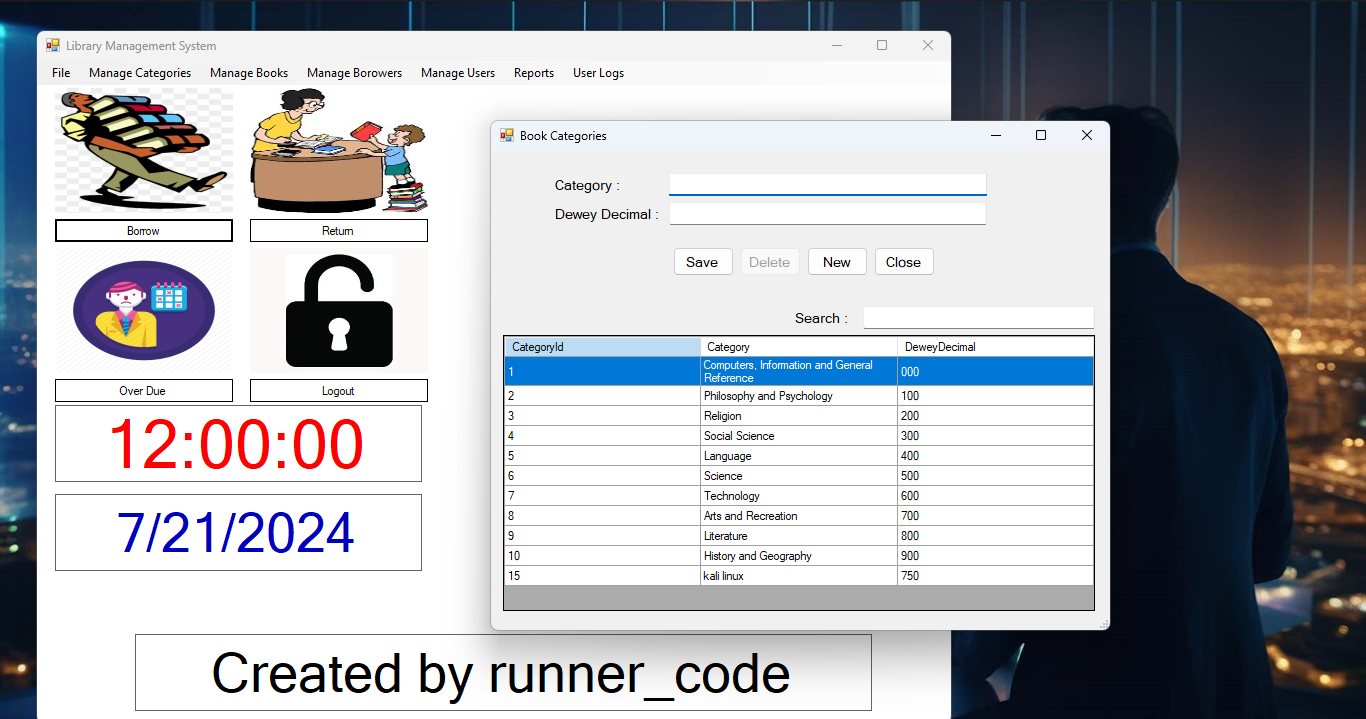 Library Management System
File Manage Categories Manage Books Manage Borowers Manage Users Reports User Logs
Borrow Return
Over Due Logout
12:00:00
7/21/2024
Created by runner_code
Book Categories
Category :
Dewey Decimal :
Save Delete New Close
Search :
CategoryId Category DeweyDecimal
1 Computers, Information and General 000
Reference
2 Philosophy and Psychology 100
3 Religion 200
4 Social Science 300
5 Language 400
6 Science 500
7 Technology 600
8 Arts and Recreation 700
9 Literature 800
10 History and Geography 900
15 kali linux 750